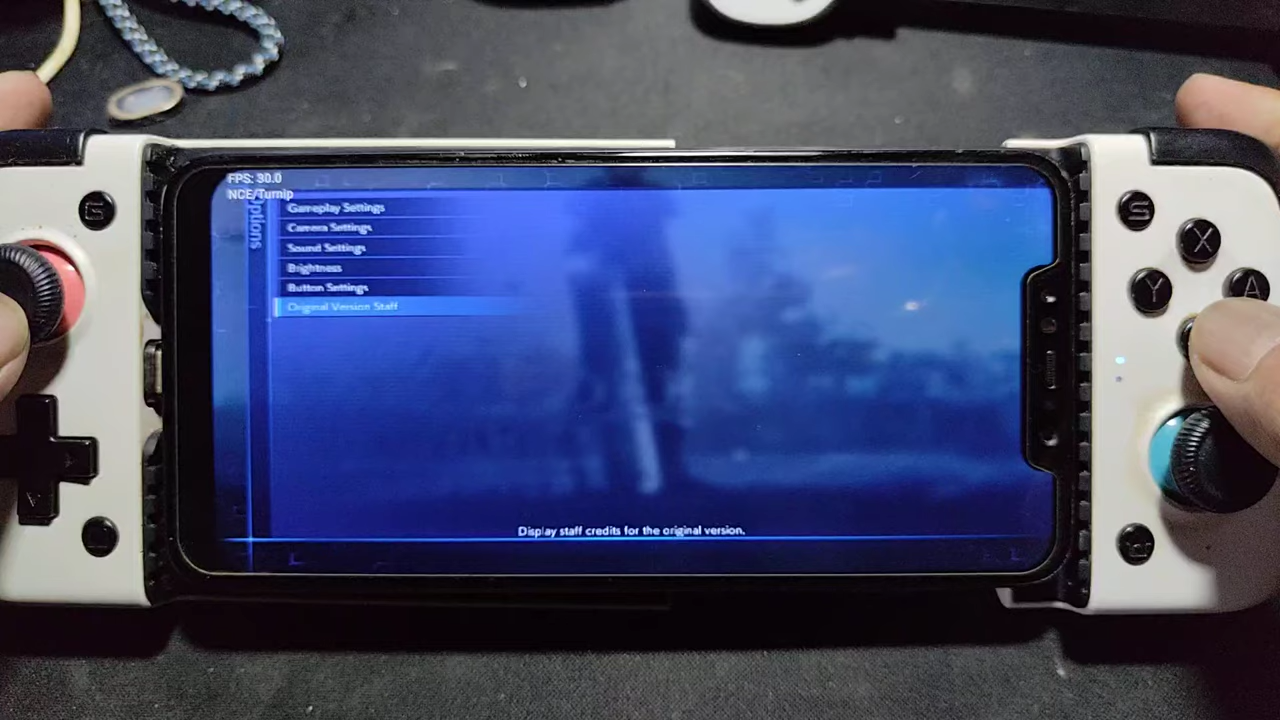 FPS: 30.0
NCE/Turnip
Options
Gameplay Settings
Camera Settings
Sound Settings
Brightness
Button Settings
Original Version Staff
Display staff credits for the original version.
G
S
X
Y
A